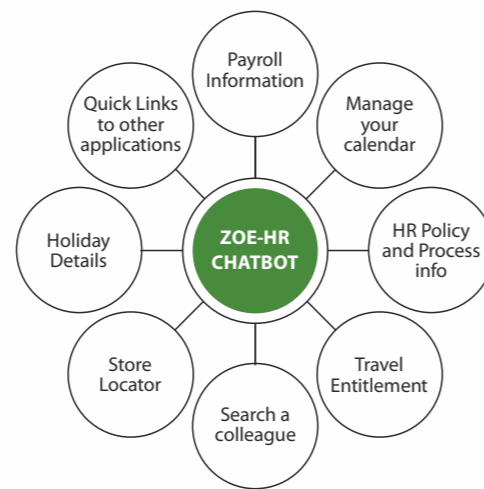 Payroll
Information
Manage
your
calendar
HR Policy
and Process
info
Travel
Entitlement
Search a
colleague
Store
Locator
Holiday
Details
Quick Links
to other
applications
ZOE-HR
CHATBOT